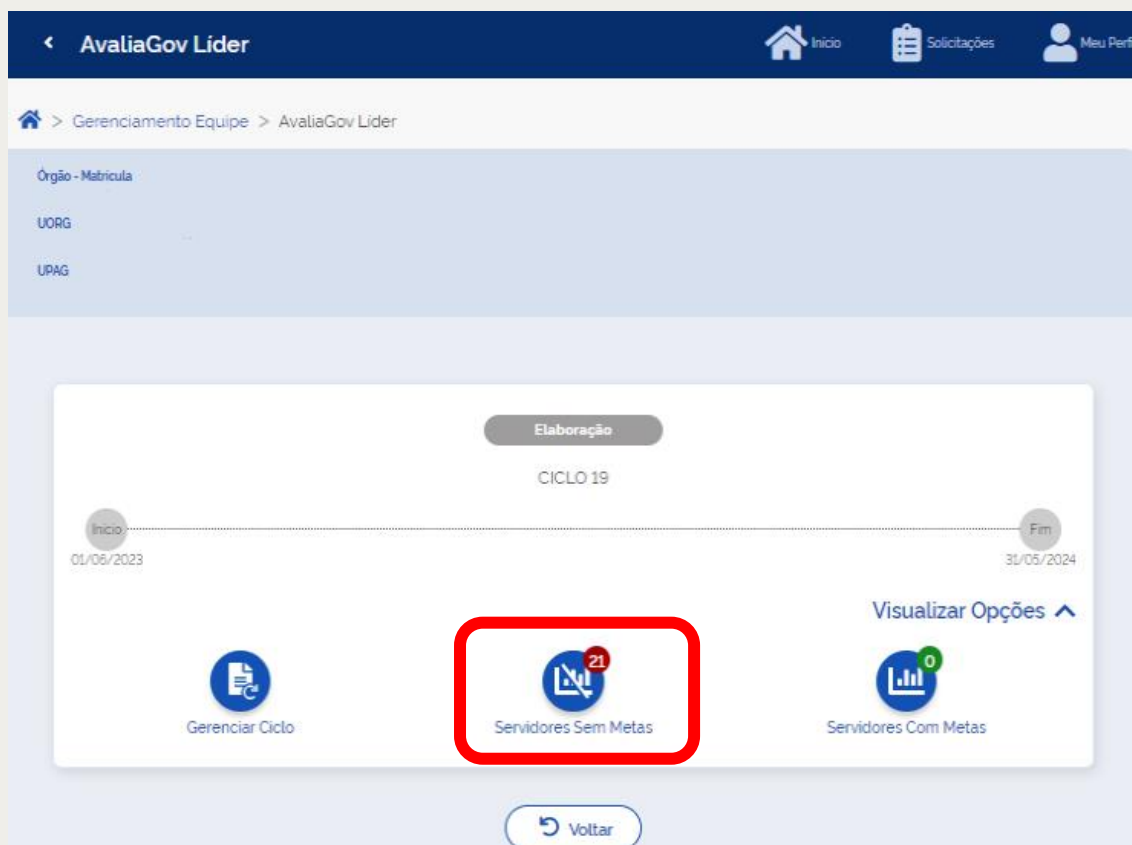 AvaliaGov Líder
Início
Solicitações
Meu Perf
> Gerenciamento Equipe > AvaliaGov Líder
Órgão - Matrícula
UORG
UPAG
Elaboração
CICLO 19
Início
Fim
01/06/2023
31/05/2024
Visualizar Opções
21
0
Gerenciar Ciclo
Servidores Sem Metas
Servidores Com Metas
Voltar